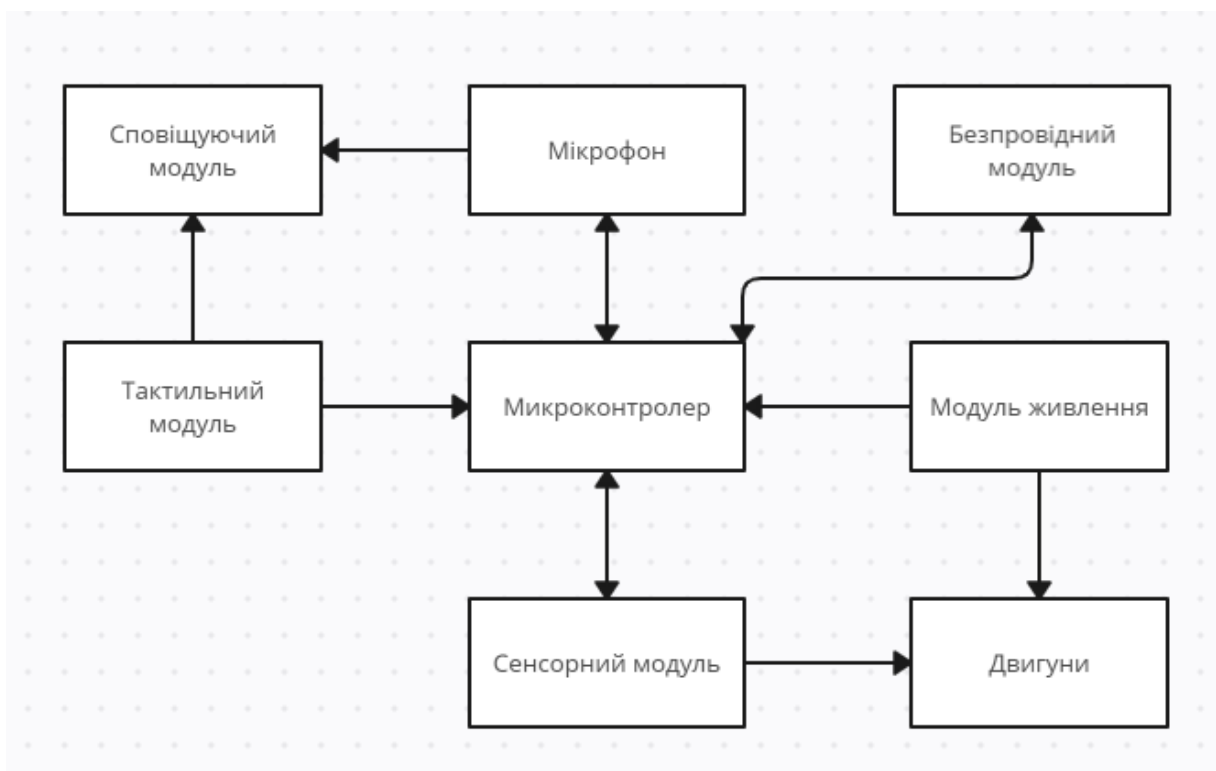 Сповіщуючий
модуль
Мікрофон
Безпровідний
модуль
Тактильний
модуль
Микроконтролер
Модуль живлення
Сенсорний модуль
Двигуни